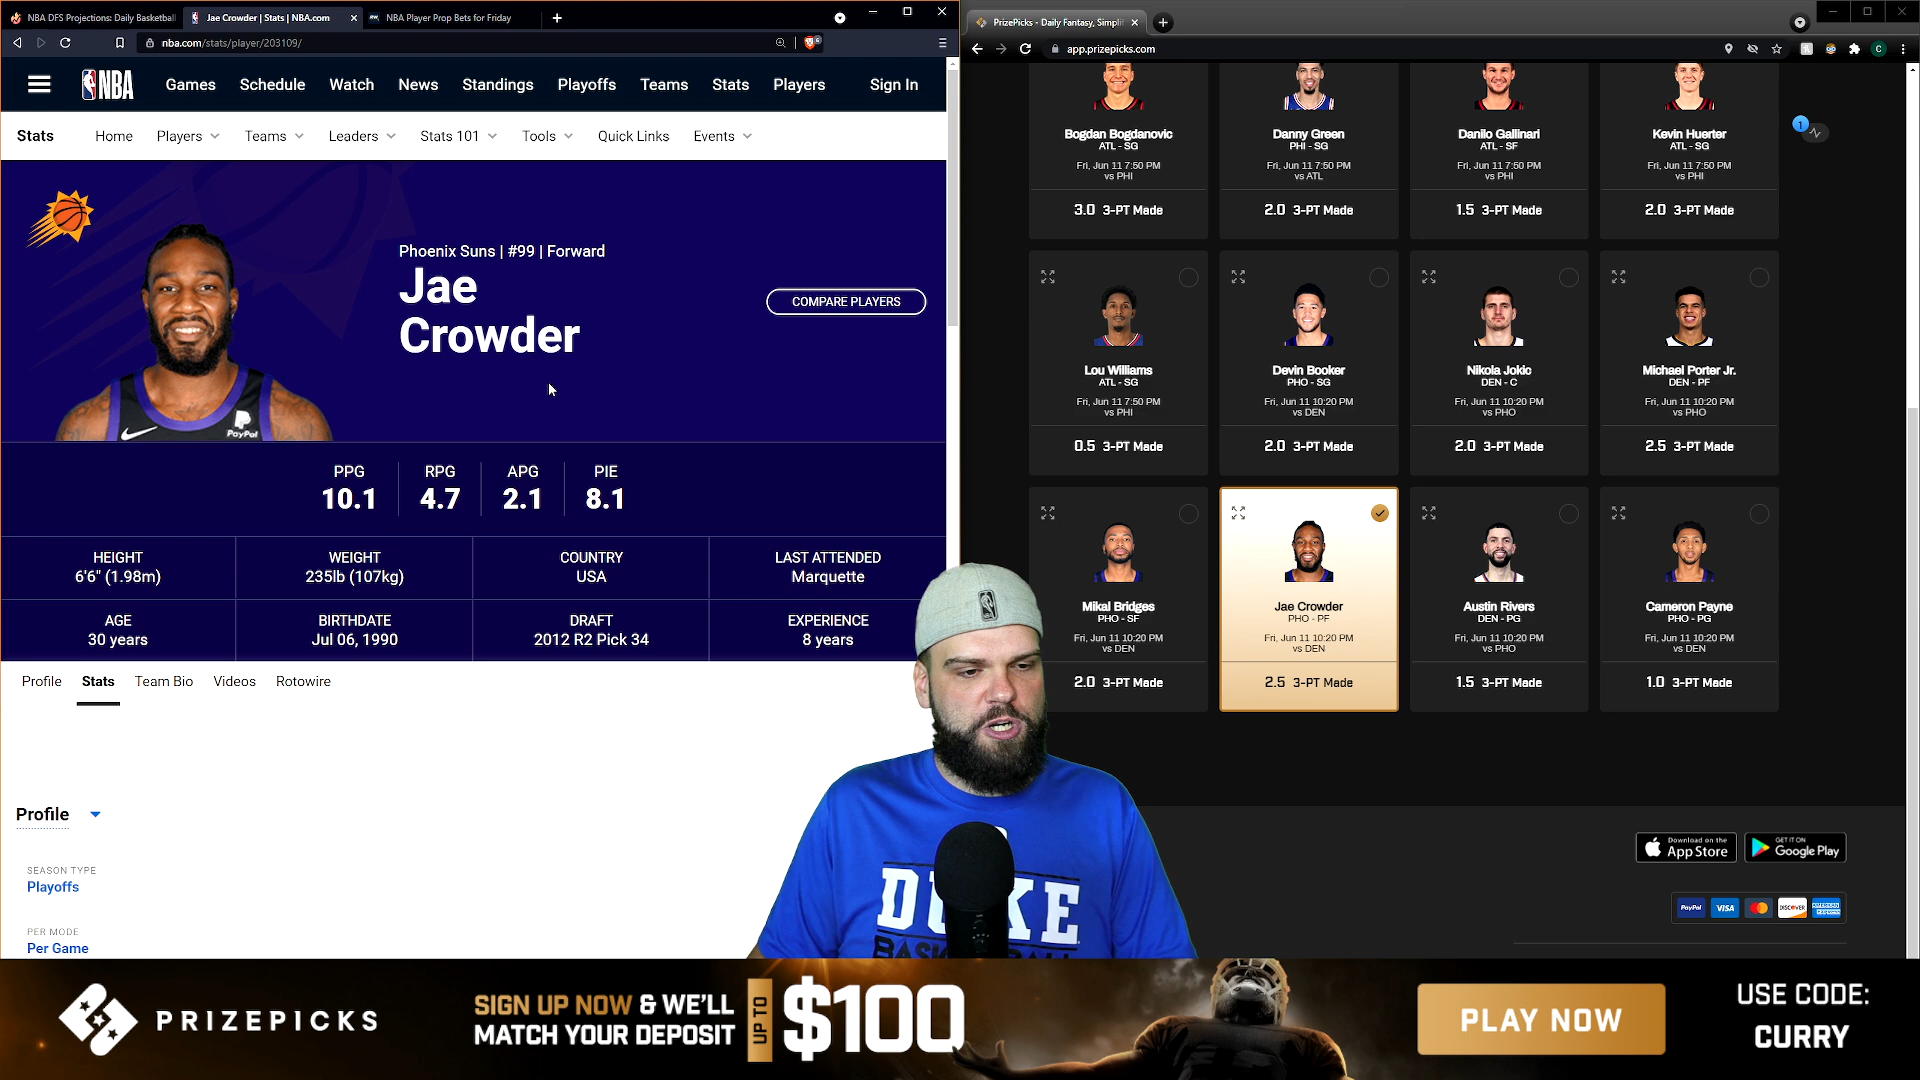 NBA DFS Projections: Daily Basketball
Jae Crowder | Stats | NBA.com
NBA Player Prop Bets for Friday
nba.com/stats/player/203109/
NBA
Games Schedule Watch News Standings Playoffs Teams Stats Players Sign In
Stats Home Players Teams Leaders Stats 101 Tools Quick Links Events
Phoenix Suns | #99 | Forward
Jae
Crowder
COMPARE PLAYERS
PayPal
PPG RPG APG PIE
10.1 4.7 2.1 8.1
HEIGHT WEIGHT COUNTRY LAST ATTENDED
6'6" (1.98m) 235lb (107kg) USA Marquette
AGE BIRTHDATE DRAFT EXPERIENCE
30 years Jul 06, 1990 2012 R2 Pick 34 8 years
Profile Stats Team Bio Videos Rotowire
Profile
SEASON TYPE
Playoffs
PER MODE
Per Game
PrizePicks - Daily Fantasy, Simpli
app.prizepicks.com
1
Bogdan Bogdanovic Danny Green Danilo Gallinari Kevin Huerter
ATL - SG PHI - SG ATL - SF ATL - SG
Fri, Jun 11 7:50 PM Fri, Jun 11 7:50 PM Fri, Jun 11 7:50 PM Fri, Jun 11 7:50 PM
vs PHI vs ATL vs PHI vs PHI
3.0 3-PT Made 2.0 3-PT Made 1.5 3-PT Made 2.0 3-PT Made
Lou Williams Devin Booker Nikola Jokic Michael Porter Jr.
ATL - SG PHO - SG DEN - C DEN - PF
Fri, Jun 11 7:50 PM Fri, Jun 11 10:20 PM Fri, Jun 11 10:20 PM Fri, Jun 11 10:20 PM
vs PHI vs DEN vs PHO vs PHO
0.5 3-PT Made 2.0 3-PT Made 2.0 3-PT Made 2.5 3-PT Made
Mikal Bridges Jae Crowder Austin Rivers Cameron Payne
PHO - SF PHO - PF DEN - PG PHO - PG
Fri, Jun 11 10:20 PM Fri, Jun 11 10:20 PM Fri, Jun 11 10:20 PM Fri, Jun 11 10:20 PM
vs DEN vs DEN vs PHO vs DEN
2.0 3-PT Made 2.5 3-PT Made 1.5 3-PT Made 1.0 3-PT Made
Download on the App Store
GET IT ON Google Play
PayPal VISA DISCOVER AMERICAN EXPRESS
DUKE
PRIZEPICKS
SIGN UP NOW & WE'LL
MATCH YOUR DEPOSIT
UP TO
$100
PLAY NOW
USE CODE:
CURRY